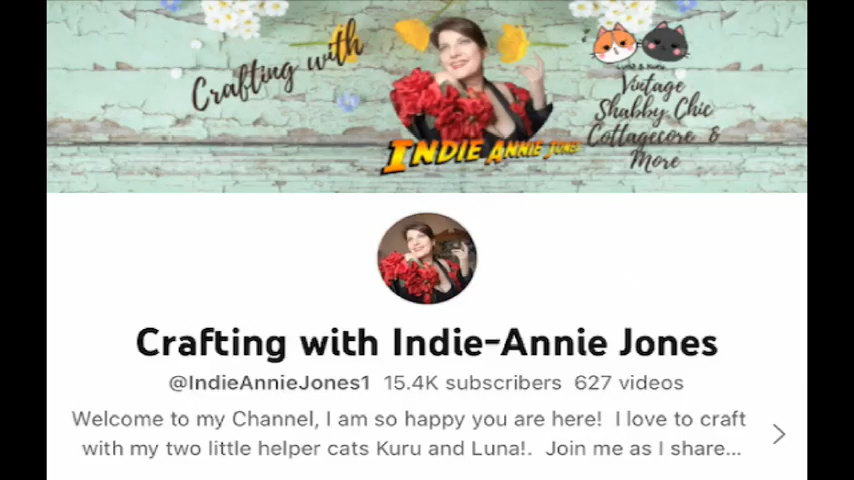 Crafting with
INDIE ANNIE JONES
Luna & Kuru
Vintage
Shabby Chic
Cottagecore &
More
Crafting with Indie-Annie Jones
@IndieAnnieJones1 15.4K subscribers 627 videos
Welcome to my Channel, I am so happy you are here! I love to craft
with my two little helper cats Kuru and Luna!. Join me as I share...